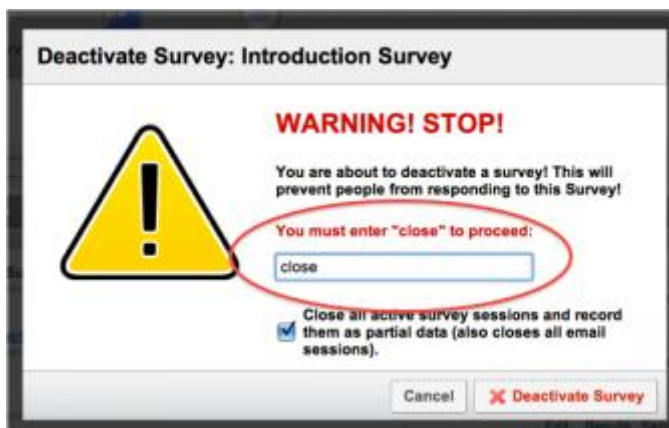 Deactivate Survey: Introduction Survey
WARNING! STOP!
You are about to deactivate a survey! This will
prevent people from responding to this Survey!
You must enter "close" to proceed:
close
Close all active survey sessions and record
them as partial data (also closes all email
sessions).
Cancel
Deactivate Survey